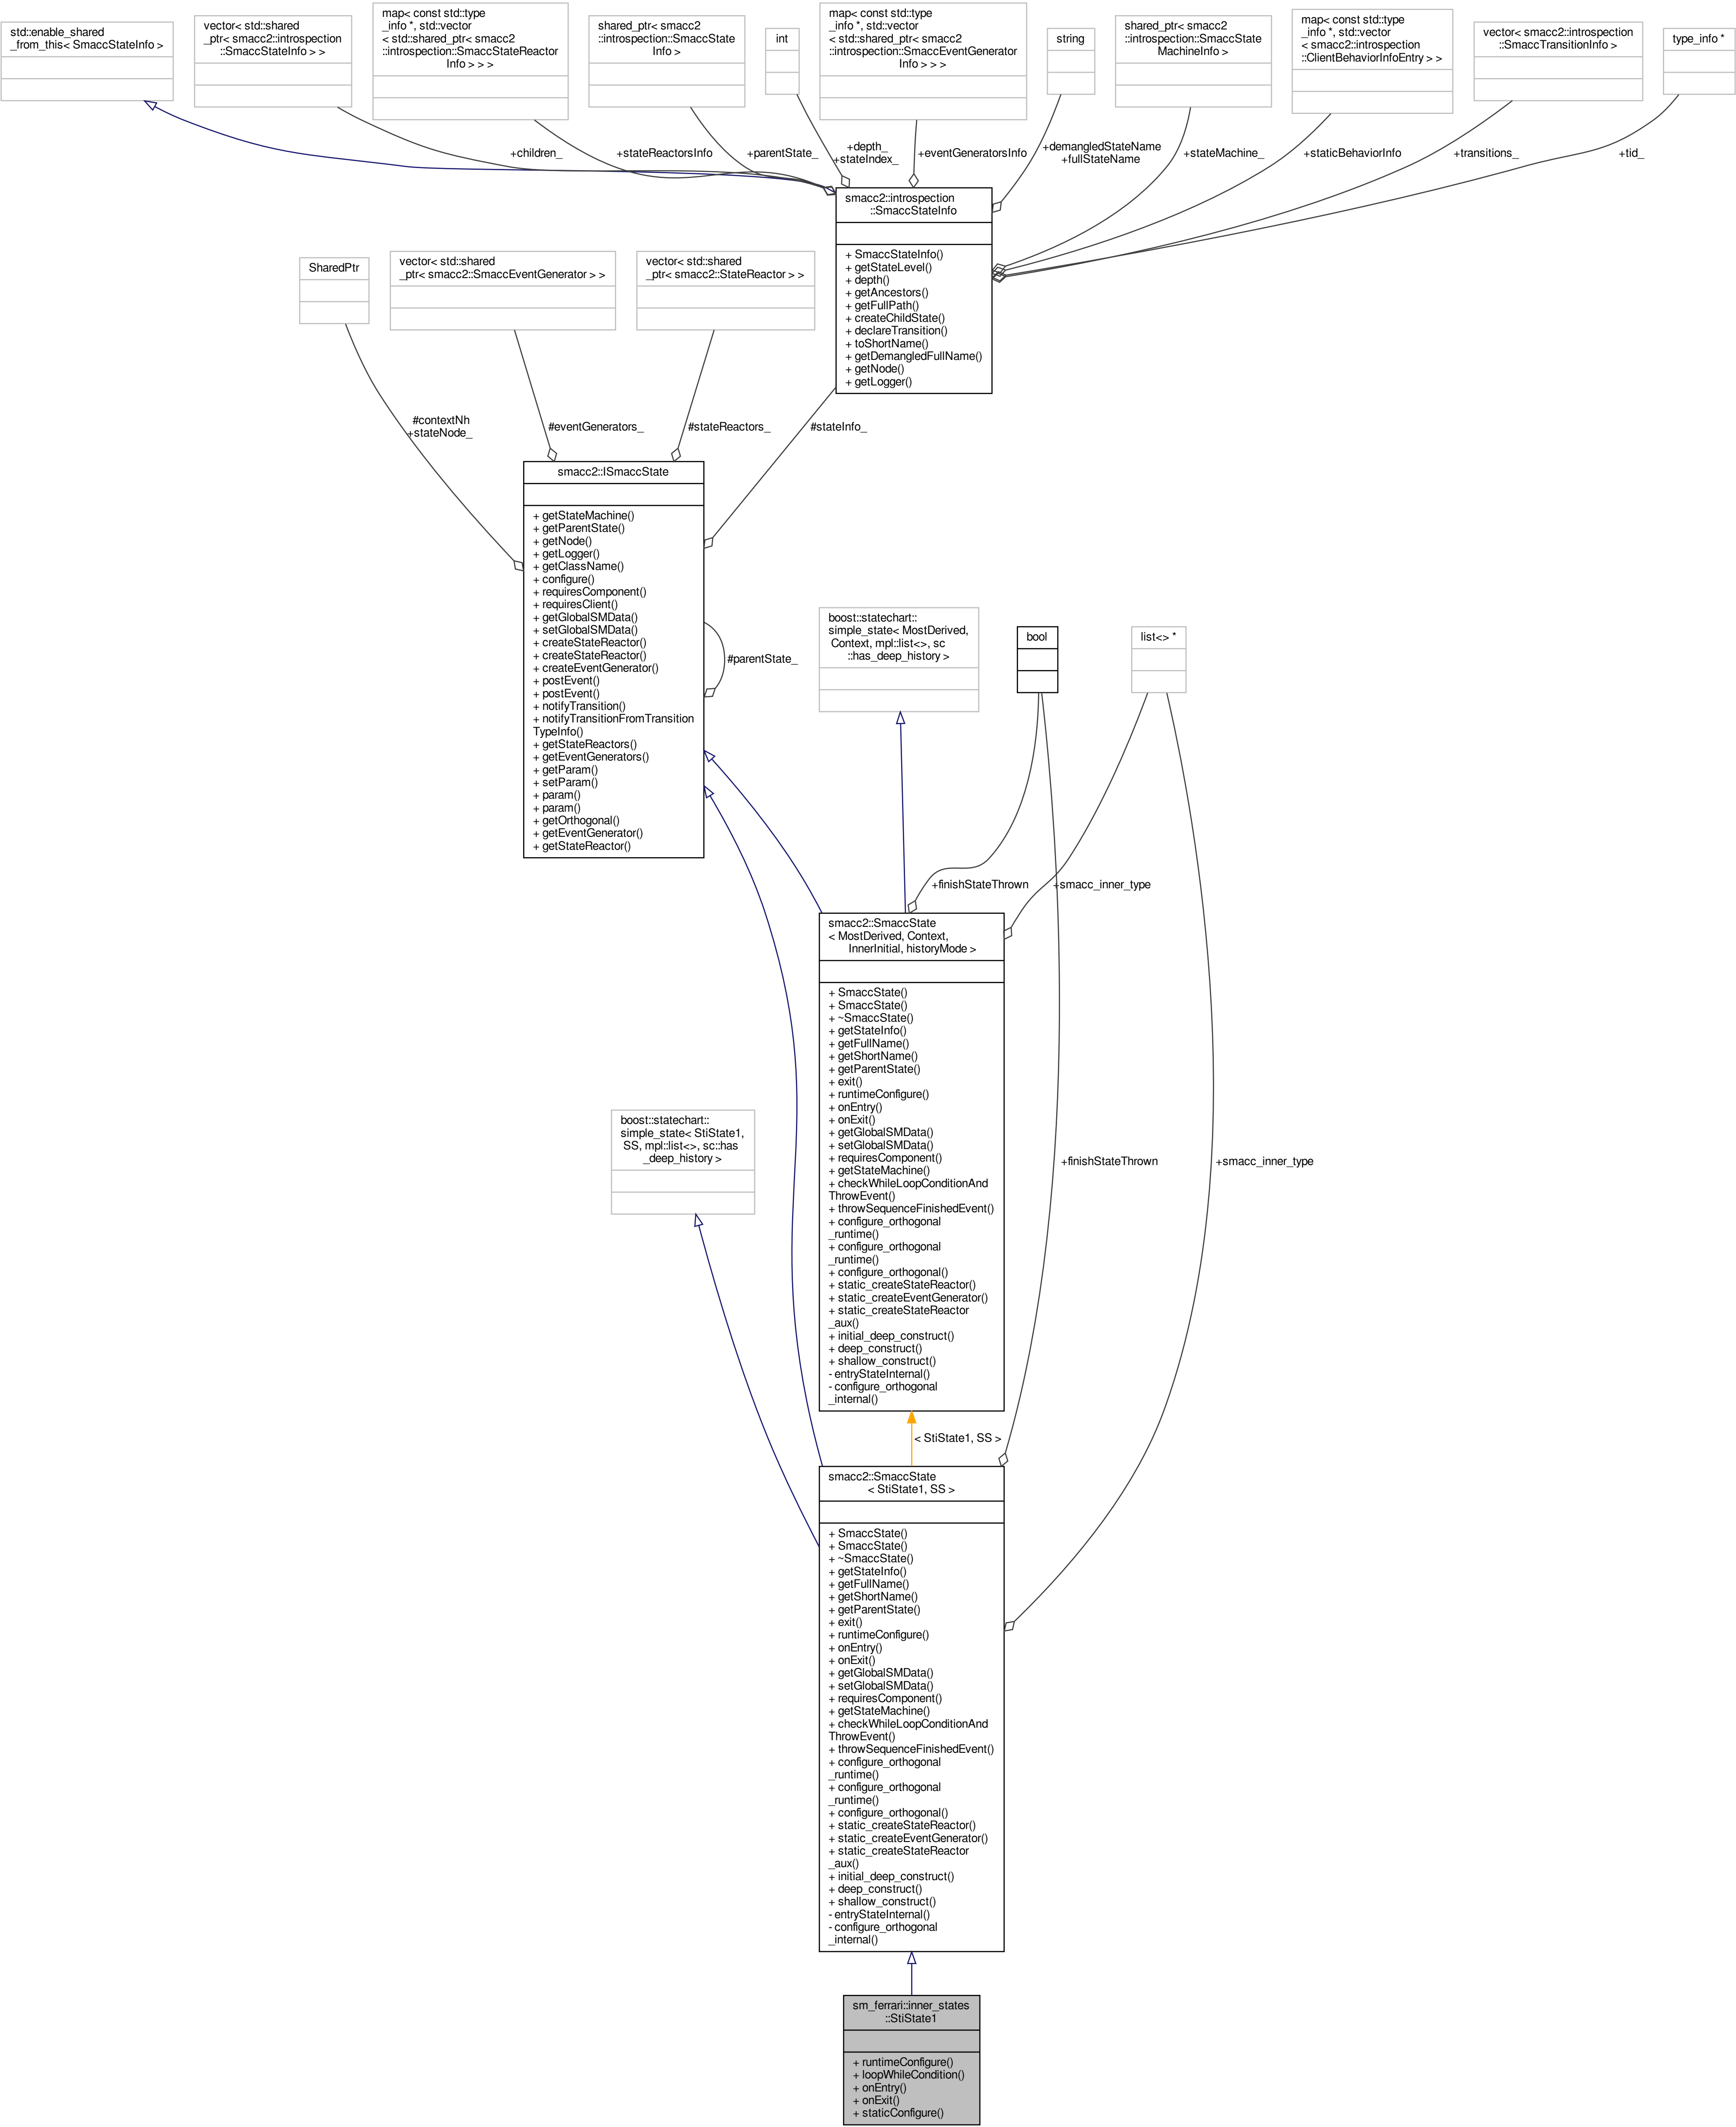 std::enable_shared
_from_this< SmaccStateInfo >
vector< std::shared
_ptr< smacc2::introspection
::SmaccStateInfo > >
map< const std::type
_info *, std::vector
< std::shared_ptr< smacc2
::introspection::SmaccStateReactor
Info > > >
shared_ptr< smacc2
::introspection::SmaccState
Info >
int
map< const std::type
_info *, std::vector
< std::shared_ptr< smacc2
::introspection::SmaccEventGenerator
Info > > >
string
shared_ptr< smacc2
::introspection::SmaccState
MachineInfo >
map< const std::type
_info *, std::vector
< smacc2::introspection
::ClientBehaviorInfoEntry > >
vector< smacc2::introspection
::SmaccTransitionInfo >
type_info *
+children_
+stateReactorsInfo
+parentState_
+depth_
+stateIndex_
+eventGeneratorsInfo
+demangledStateName
+fullStateName
+stateMachine_
+staticBehaviorInfo
+transitions_
+tid_
smacc2::introspection
::SmaccStateInfo
+ SmaccStateInfo()
+ getStateLevel()
+ depth()
+ getAncestors()
+ getFullPath()
+ createChildState()
+ declareTransition()
+ toShortName()
+ getDemangledFullName()
+ getNode()
+ getLogger()
SharedPtr
vector< std::shared
_ptr< smacc2::SmaccEventGenerator > >
vector< std::shared
_ptr< smacc2::StateReactor > >
#contextNh
+stateNode_
#eventGenerators_
#stateReactors_
#stateInfo_
smacc2::ISmaccState
+ getStateMachine()
+ getParentState()
+ getNode()
+ getLogger()
+ getClassName()
+ configure()
+ requiresComponent()
+ requiresClient()
+ getGlobalSMData()
+ setGlobalSMData()
+ createStateReactor()
+ createStateReactor()
+ createEventGenerator()
+ postEvent()
+ postEvent()
+ notifyTransition()
+ notifyTransitionFromTransition
TypeInfo()
+ getStateReactors()
+ getEventGenerators()
+ getParam()
+ setParam()
+ param()
+ param()
+ getOrthogonal()
+ getEventGenerator()
+ getStateReactor()
#parentState_
boost::statechart::
simple_state< MostDerived,
Context, mpl::list<>, sc
::has_deep_history >
bool
list<> *
+finishStateThrown
+smacc_inner_type
smacc2::SmaccState
< MostDerived, Context,
InnerInitial, historyMode >
+ SmaccState()
+ SmaccState()
+ ~SmaccState()
+ getStateInfo()
+ getFullName()
+ getShortName()
+ getParentState()
+ exit()
+ runtimeConfigure()
+ onEntry()
+ onExit()
+ getGlobalSMData()
+ setGlobalSMData()
+ requiresComponent()
+ getStateMachine()
+ checkWhileLoopConditionAnd
ThrowEvent()
+ throwSequenceFinishedEvent()
+ configure_orthogonal
_runtime()
+ configure_orthogonal
_runtime()
+ configure_orthogonal()
+ static_createStateReactor()
+ static_createEventGenerator()
+ static_createStateReactor
_aux()
+ initial_deep_construct()
+ deep_construct()
+ shallow_construct()
- entryStateInternal()
- configure_orthogonal
_internal()
boost::statechart::
simple_state< StiState1,
SS, mpl::list<>, sc::has
_deep_history >
+finishStateThrown
+smacc_inner_type
< StiState1, SS >
smacc2::SmaccState
< StiState1, SS >
+ SmaccState()
+ SmaccState()
+ ~SmaccState()
+ getStateInfo()
+ getFullName()
+ getShortName()
+ getParentState()
+ exit()
+ runtimeConfigure()
+ onEntry()
+ onExit()
+ getGlobalSMData()
+ setGlobalSMData()
+ requiresComponent()
+ getStateMachine()
+ checkWhileLoopConditionAnd
ThrowEvent()
+ throwSequenceFinishedEvent()
+ configure_orthogonal
_runtime()
+ configure_orthogonal
_runtime()
+ configure_orthogonal()
+ static_createStateReactor()
+ static_createEventGenerator()
+ static_createStateReactor
_aux()
+ initial_deep_construct()
+ deep_construct()
+ shallow_construct()
- entryStateInternal()
- configure_orthogonal
_internal()
sm_ferrari::inner_states
::StiState1
+ runtimeConfigure()
+ loopWhileCondition()
+ onEntry()
+ onExit()
+ staticConfigure()